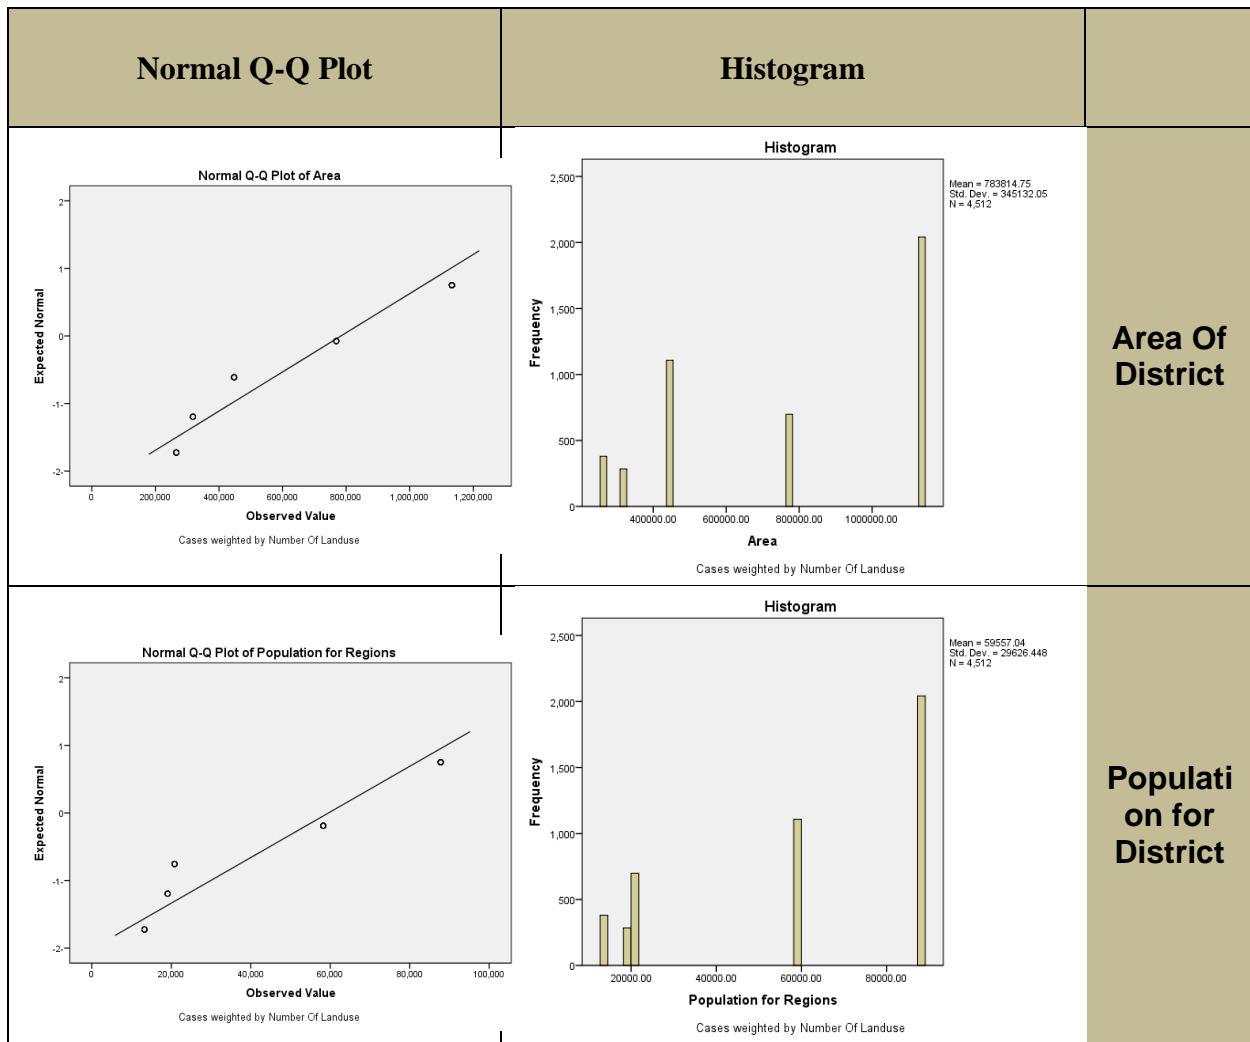 Normal Q-Q Plot
Histogram
Normal Q-Q Plot of Area
Expected Normal
2
1
0
-1-
-2-
0 200,000 400,000 600,000 800,000 1,000,000 1,200,000
Observed Value
Cases weighted by Number Of Landuse
Histogram
Mean = 783814.75
Std. Dev. = 345132.05
N = 4,512
Frequency
2,500
2,000
1,500
1,000
500
0
400000.00 600000.00 800000.00 1000000.00
Area
Cases weighted by Number Of Landuse
Area Of
District
Normal Q-Q Plot of Population for Regions
Expected Normal
2
1
0
-1-
-2-
0 20,000 40,000 60,000 80,000 100,000
Observed Value
Cases weighted by Number Of Landuse
Histogram
Mean = 59557.04
Std. Dev. = 29626.448
N = 4,512
Frequency
2,500
2,000
1,500
1,000
500
0
20000.00 40000.00 60000.00 80000.00
Population for Regions
Cases weighted by Number Of Landuse
Populati
on for
District